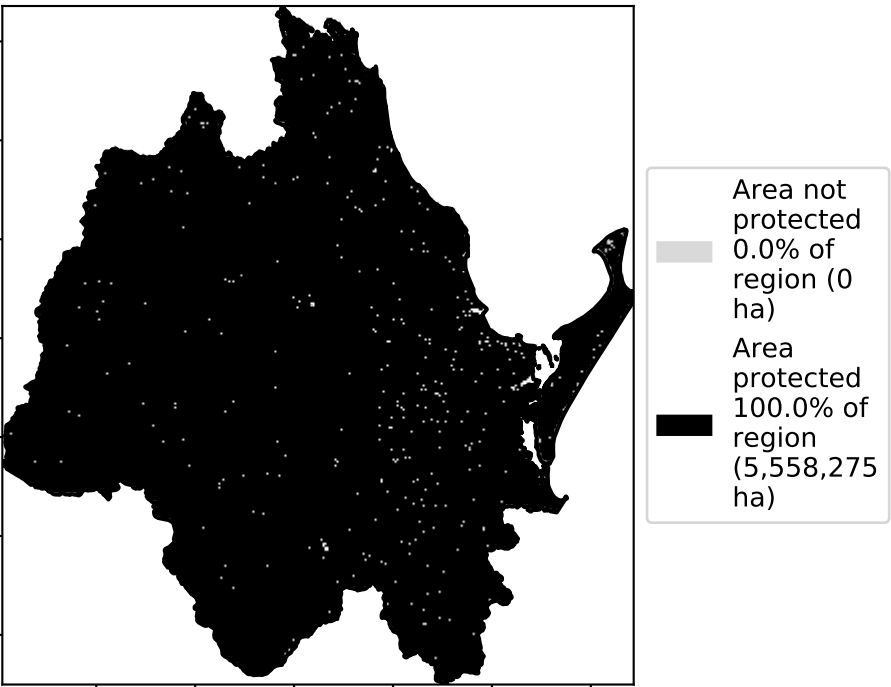 Area not
protected
0.0% of
region (0
ha)
Area
protected
100.0% of
region
(5,558,275
ha)